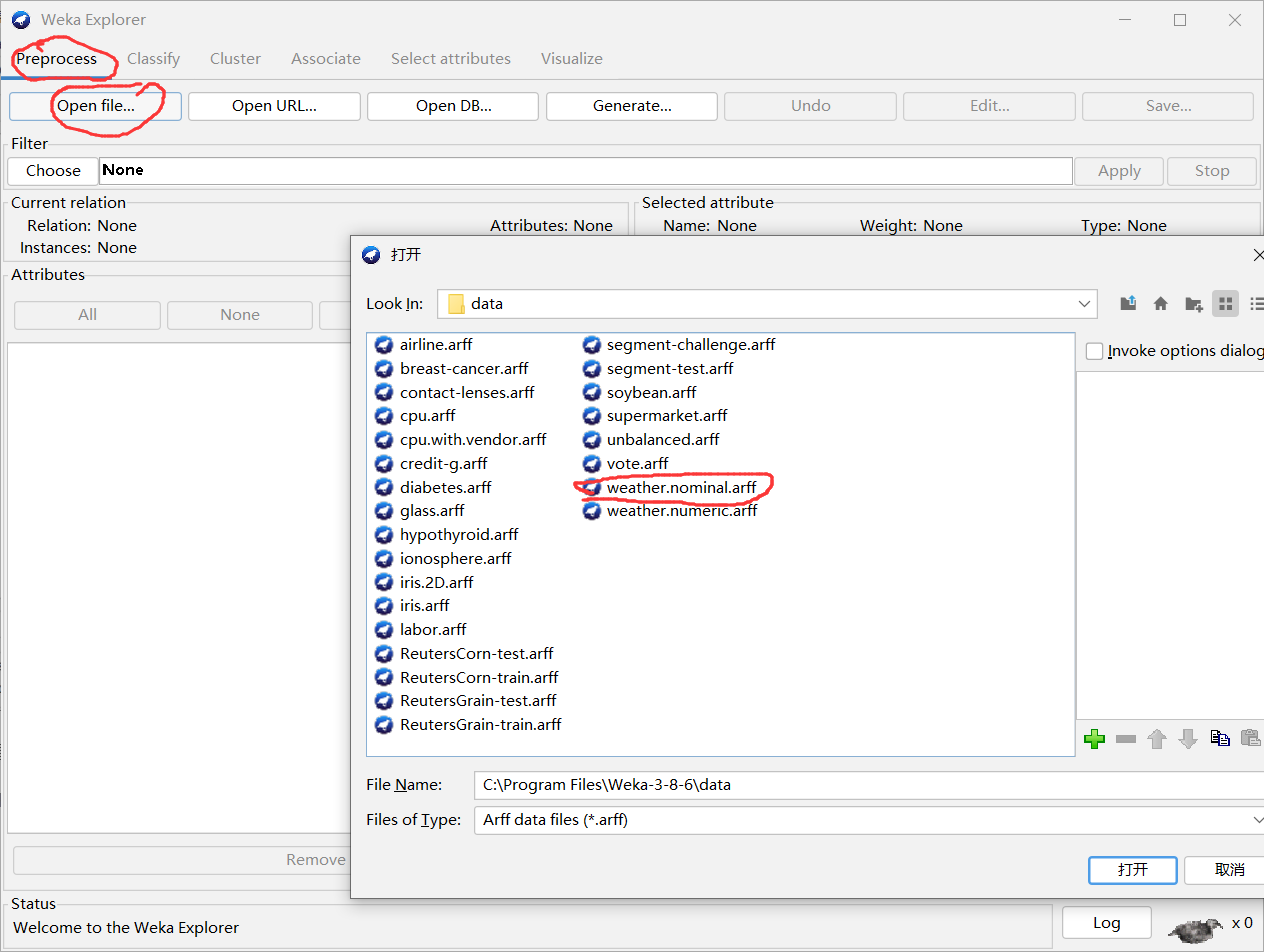 Weka Explorer
Preprocess Classify Cluster Associate Select attributes Visualize
Open file... Open URL... Open DB... Generate... Undo Edit... Save...
Filter
Choose None Apply Stop
Current relation
Relation: None Attributes: None
Instances: None
Selected attribute
Name: None Weight: None Type: None
Attributes
All None
Remove
打开
Look In: data
airline.arff
breast-cancer.arff
contact-lenses.arff
cpu.arff
cpu.with.vendor.arff
credit-g.arff
diabetes.arff
glass.arff
hypothyroid.arff
ionosphere.arff
iris.2D.arff
iris.arff
labor.arff
ReutersCorn-test.arff
ReutersCorn-train.arff
ReutersGrain-test.arff
ReutersGrain-train.arff
segment-challenge.arff
segment-test.arff
soybean.arff
supermarket.arff
unbalanced.arff
vote.arff
weather.nominal.arff
weather.numeric.arff
Invoke options dialog
File Name: C:\Program Files\Weka-3-8-6\data
Files of Type: Arff data files (*.arff)
打开 取消
Status
Welcome to the Weka Explorer
Log x 0